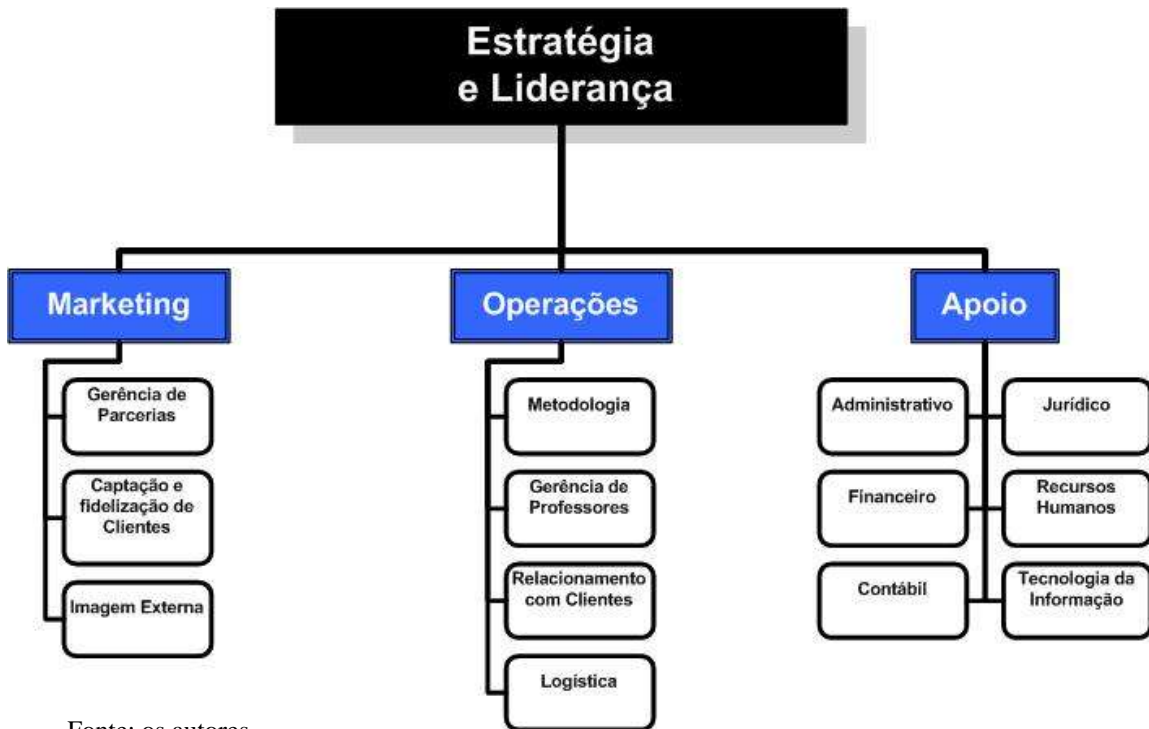 Estratégia
e Liderança
Marketing
Gerência de
Parcerias
Captação e
fidelização de
Clientes
Imagem Externa
Operações
Metodologia
Gerência de
Professores
Relacionamento
com Clientes
Logística
Apoio
Administrativo
Jurídico
Financeiro
Recursos
Humanos
Contábil
Tecnologia da
Informação
Fonte: os autores